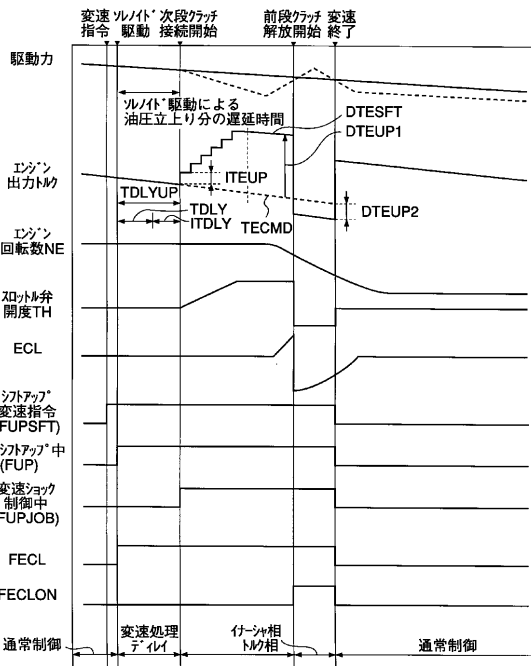 変速
指令
ソレノイド
駆動
次段クラッチ
接続開始
前段クラッチ
解放開始
変速
終了
駆動力
ソレノイド駆動による
油圧立上り分の遅延時間
DTESFT
DTEUP1
エンジン
出力トルク
ITEUP
TDLYUP
TDLY
ITDLY
TECMD
DTEUP2
エンジン
回転数NE
スロットル弁
開度TH
ECL
シフトアップ
変速指令
(FUPSFT)
シフトアップ中
(FUP)
変速ショック
制御中
FUPJOB)
FECL
FECLON
通常制御
変速処理
ディレイ
イナーシャ相
トルク相
通常制御